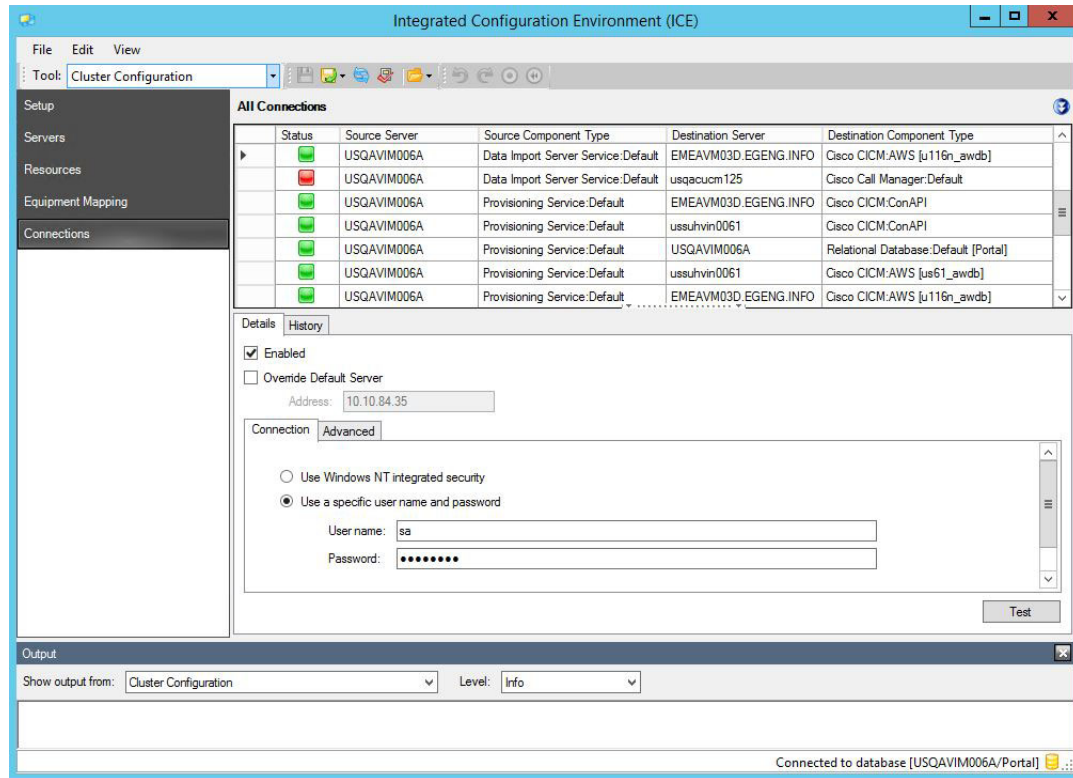 Integrated Configuration Environment (ICE)
File Edit View
Tool: Cluster Configuration
Setup
Servers
Resources
Equipment Mapping
Connections
All Connections
Status Source Server Source Component Type Destination Server Destination Component Type
USQAVIM006A Data Import Server Service:Default EMEAVM03D.EGENG.INFO Cisco CICM:AWS [u116n_awdb]
USQAVIM006A Data Import Server Service:Default usqacucm125 Cisco Call Manager:Default
USQAVIM006A Provisioning Service:Default EMEAVM03D.EGENG.INFO Cisco CICM:ConAPI
USQAVIM006A Provisioning Service:Default ussuhvin0061 Cisco CICM:ConAPI
USQAVIM006A Provisioning Service:Default USQAVIM006A Relational Database:Default [Portal]
USQAVIM006A Provisioning Service:Default ussuhvin0061 Cisco CICM:AWS [us61_awdb]
USQAVIM006A Provisioning Service:Default EMEAVM03D.EGENG.INFO Cisco CICM:AWS [u116n_awdb]
Details History
Enabled
Override Default Server
Address: 10.10.84.35
Connection Advanced
Use Windows NT integrated security
Use a specific user name and password
User name: sa
Password: ••••••••
Test
Output
Show output from: Cluster Configuration Level: Info
Connected to database [USQAVIM006A/Portal]